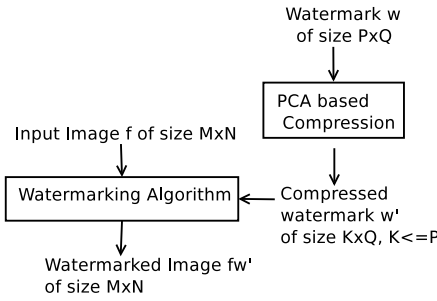 Watermark w
of size PxQ
PCA based
Compression
Input Image f of size MxN
Watermarking Algorithm
Compressed
watermark w'
of size KxQ, K<=P
Watermarked Image fw'
of size MxN